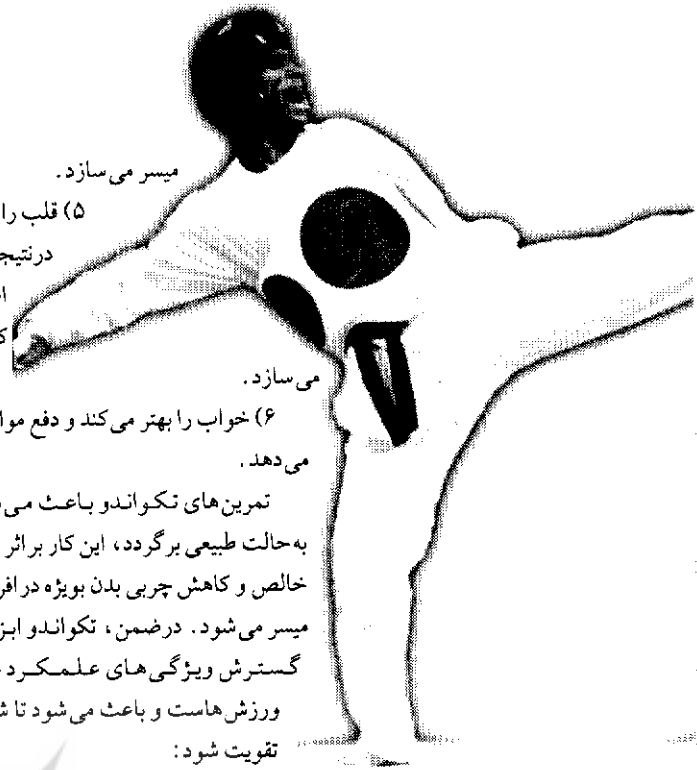 میسر می‌سازد.
۵) قلب را
درنتیج
ا
ک
می‌سازد.
۶) خواب را بهتر می‌کند و دفع موا
می‌دهد.
تمرین‌های تکواندو باعث می‌
به‌حالت طبیعی برگردد، این کار براثر
خالص و کاهش چربی بدن بویژه درافر
میسر می‌شود. درضمن، تکواندو ابز
گسترش ویژگی‌های علمکرد
ورزش‌هاست و باعث می‌شود تا ش
تقویت شود: